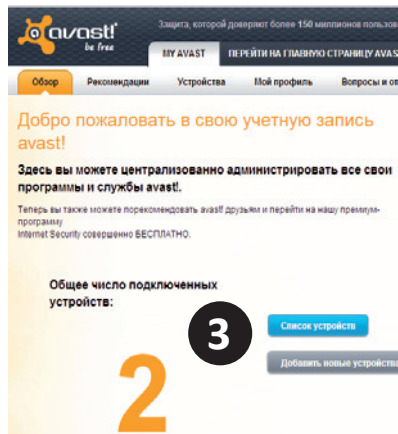 avast!
be free
Защита, которой доверяют более 150 миллионов
MY AVAST ПЕРЕЙТИ НА ГЛАВНУЮ СТРАНИЦУ
Обзор Рекомендации Устройства Мой профиль Вопросы и
Добро пожаловать в свою учетную запись
avast!
Здесь вы можете централизованно администрировать все свои
программы и службы avast!.
Теперь вы также можете порекомендовать avast! друзьям и перейти на нашу премиум-
программу
Internet Security совершенно БЕСПЛАТНО.
Общее число подключенных
устройств:
3
Список устройств
2
Добавить новые устройства